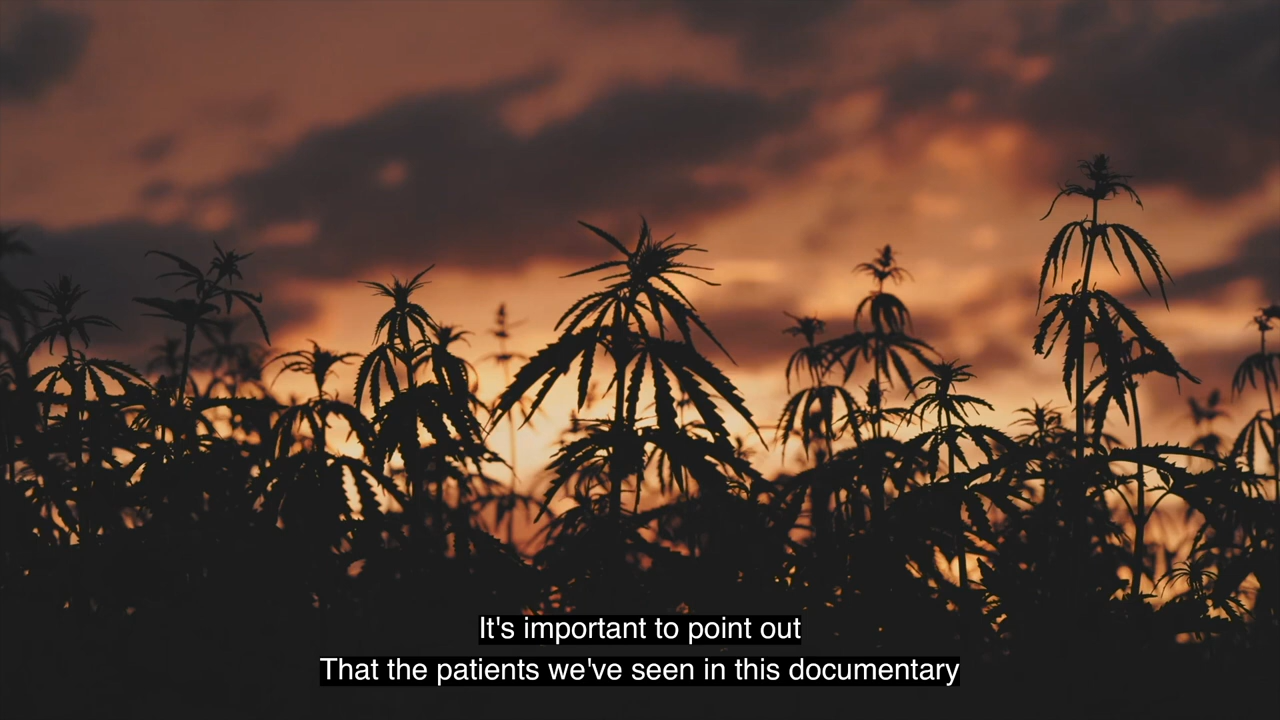 It's important to point out
That the patients we've seen in this documentary